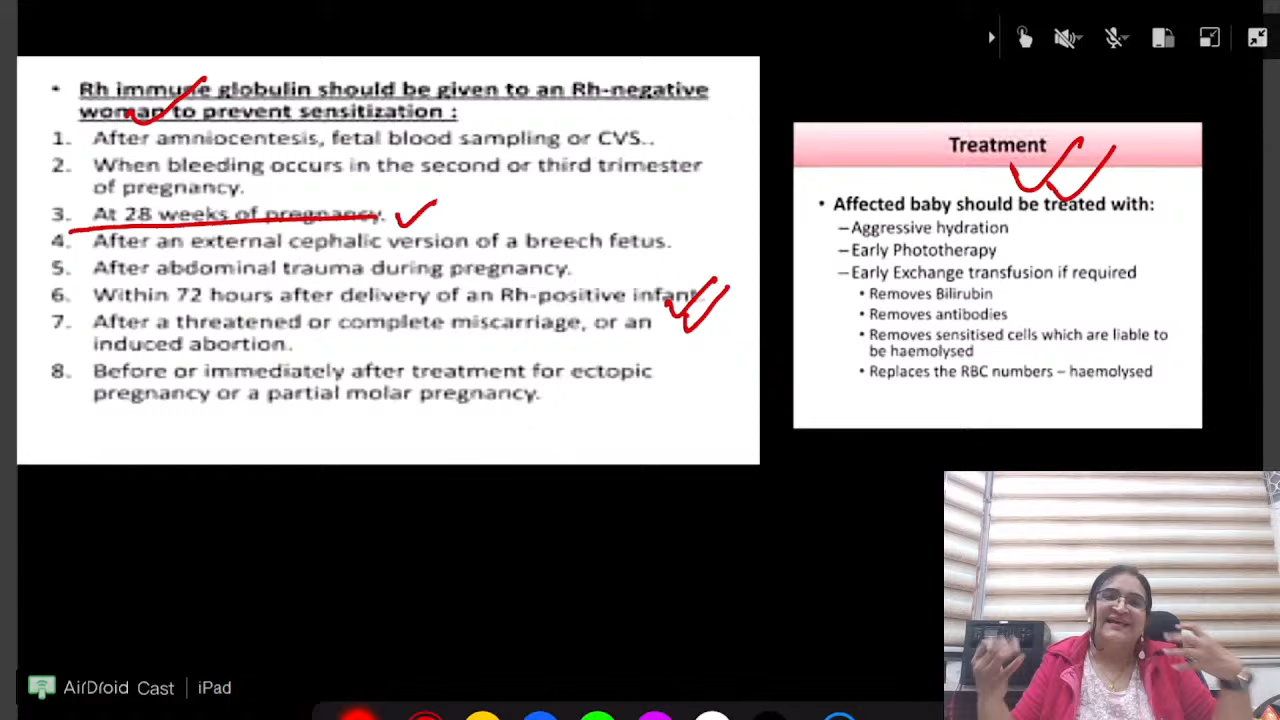 • Rh immune globulin should be given to an Rh-negative
woman to prevent sensitization :
1. After amniocentesis, fetal blood sampling or CVS..
2. When bleeding occurs in the second or third trimester
of pregnancy.
3. At 28 weeks of pregnancy.
4. After an external cephalic version of a breech fetus.
5. After abdominal trauma during pregnancy.
6. Within 72 hours after delivery of an Rh-positive infant.
7. After a threatened or complete miscarriage, or an
induced abortion.
8. Before or immediately after treatment for ectopic
pregnancy or a partial molar pregnancy.
Treatment
• Affected baby should be treated with:
–Aggressive hydration
–Early Phototherapy
–Early Exchange transfusion if required
• Removes Bilirubin
• Removes antibodies
• Removes sensitised cells which are liable to
be haemolysed
• Replaces the RBC numbers – haemolysed
AirDroid Cast | iPad